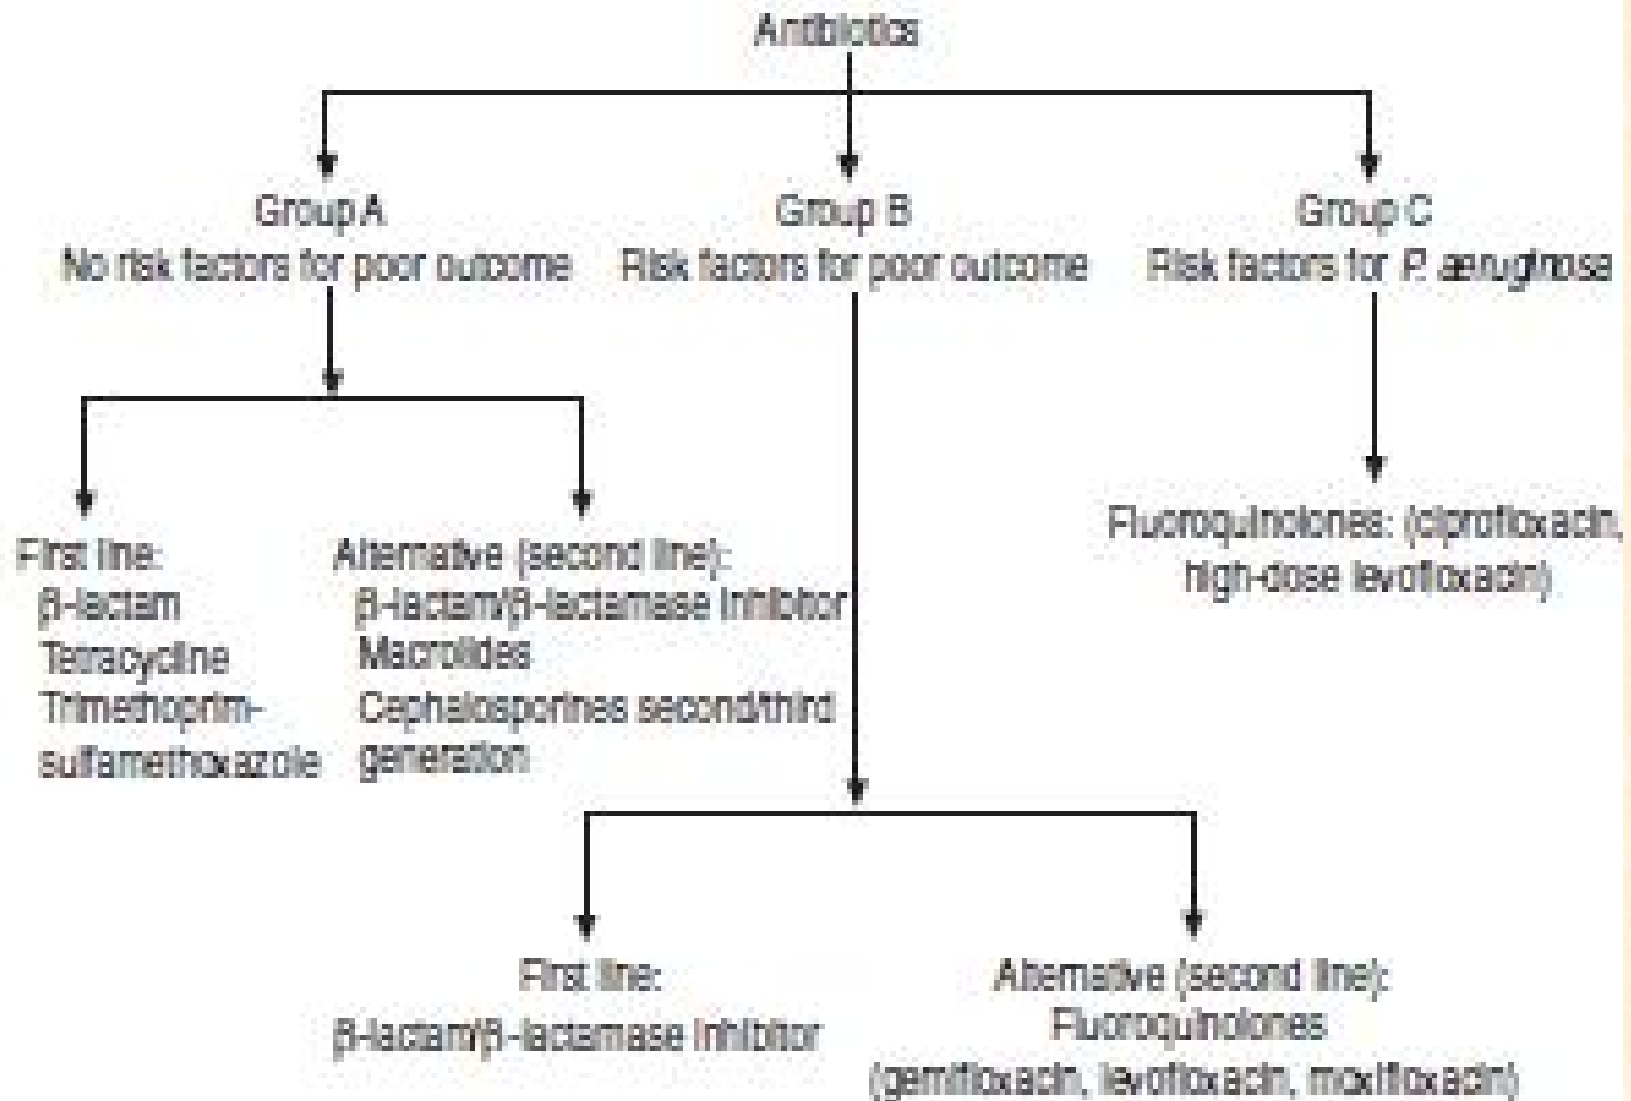 Antibiotics
Group A
No risk factors for poor outcome
Group B
Risk factors for poor outcome
Group C
Risk factors for P. aeruginosa
First line:
β-lactam
Tetracycline
Trimethoprim-
sulfamethoxazole
Alternative (second line):
β-lactam/β-lactamase inhibitor
Macrolides
Cephalosporines second/third
generation
Fluoroquinolones: (ciprofloxacin,
high-dose levofloxacin)
First line:
β-lactam/β-lactamase inhibitor
Alternative (second line):
Fluoroquinolones
(gemifloxacin, levofloxacin, moxifloxacin)